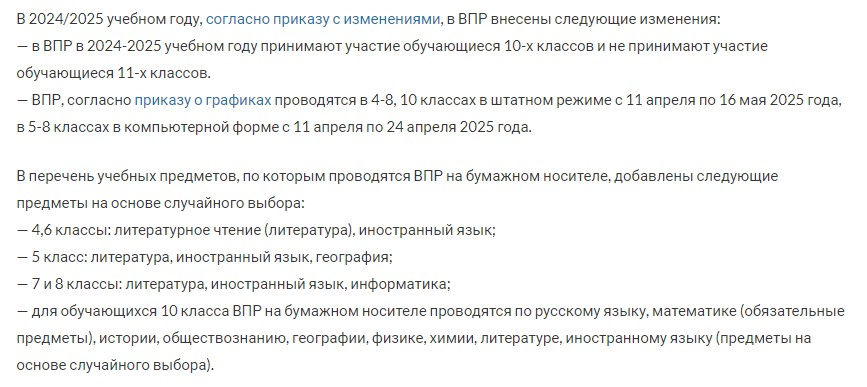 В 2024/2025 учебном году, согласно приказу с изменениями, в ВПР внесены следующие изменения:
— в ВПР в 2024-2025 учебном году принимают участие обучающиеся 10-х классов и не принимают участие
обучающиеся 11-х классов.
— ВПР, согласно приказу о графиках проводятся в 4-8, 10 классах в штатном режиме с 11 апреля по 16 мая 2025 года,
в 5-8 классах в компьютерной форме с 11 апреля по 24 апреля 2025 года.
В перечень учебных предметов, по которым проводятся ВПР на бумажном носителе, добавлены следующие
предметы на основе случайного выбора:
— 4,6 классы: литературное чтение (литература), иностранный язык;
— 5 класс: литература, иностранный язык, география;
— 7 и 8 классы: литература, иностранный язык, информатика;
— для обучающихся 10 класса ВПР на бумажном носителе проводятся по русскому языку, математике (обязательные
предметы), истории, обществознанию, географии, физике, химии, литературе, иностранному языку (предметы на
основе случайного выбора).